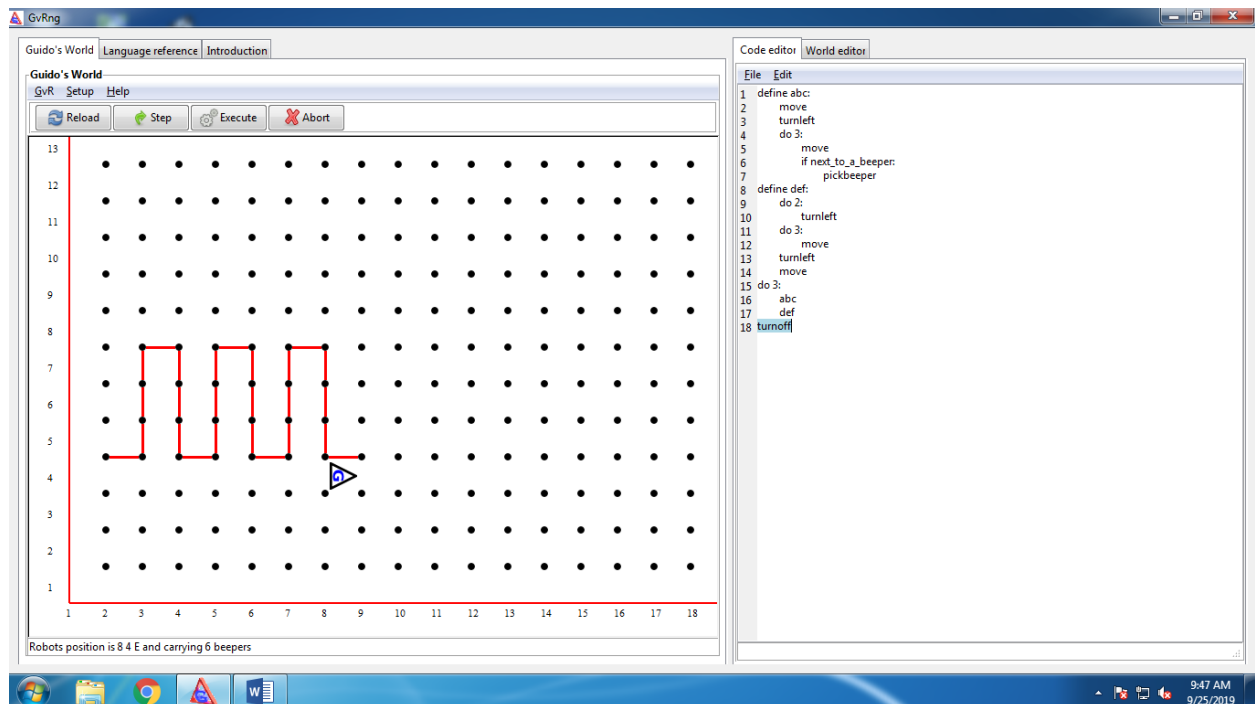 GvRng
Guido's World Language reference Introduction
Guido's World
GvR Setup Help
Reload Step Execute Abort
13
12
11
10
9
8
7
6
5
4
3
2
1
G
1 2 3 4 5 6 7 8 9 10 11 12 13 14 15 16 17 18
Robots position is 8 4 E and carrying 6 beepers
Code editor World editor
File Edit
1 define abc:
2 move
3 turnleft
4 do 3:
5 move
6 if next_to_a_beeper:
7 pickbeeper
8 define def:
9 do 2:
10 turnleft
11 do 3:
12 move
13 turnleft
14 move
15 do 3:
16 abc
17 def
18 turnoff
W
9:47 AM
9/25/2019